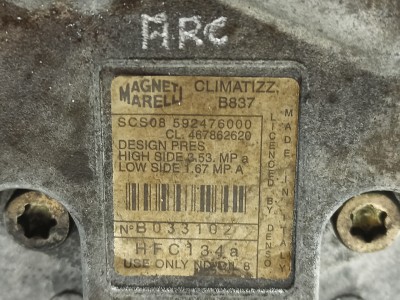 ARC
MAGNETI MARELLI
CLIMATIZZ.
B837
SCS08 592476000
CL. 467862620
DESIGN PRES
HIGH SIDE 3.53. MP a
LOW SIDE 1.67 MP A
N° B033102
HFC134a
USE ONLY ND-OIL 8
LICENCED BY DENSO
MADE IN ITALY